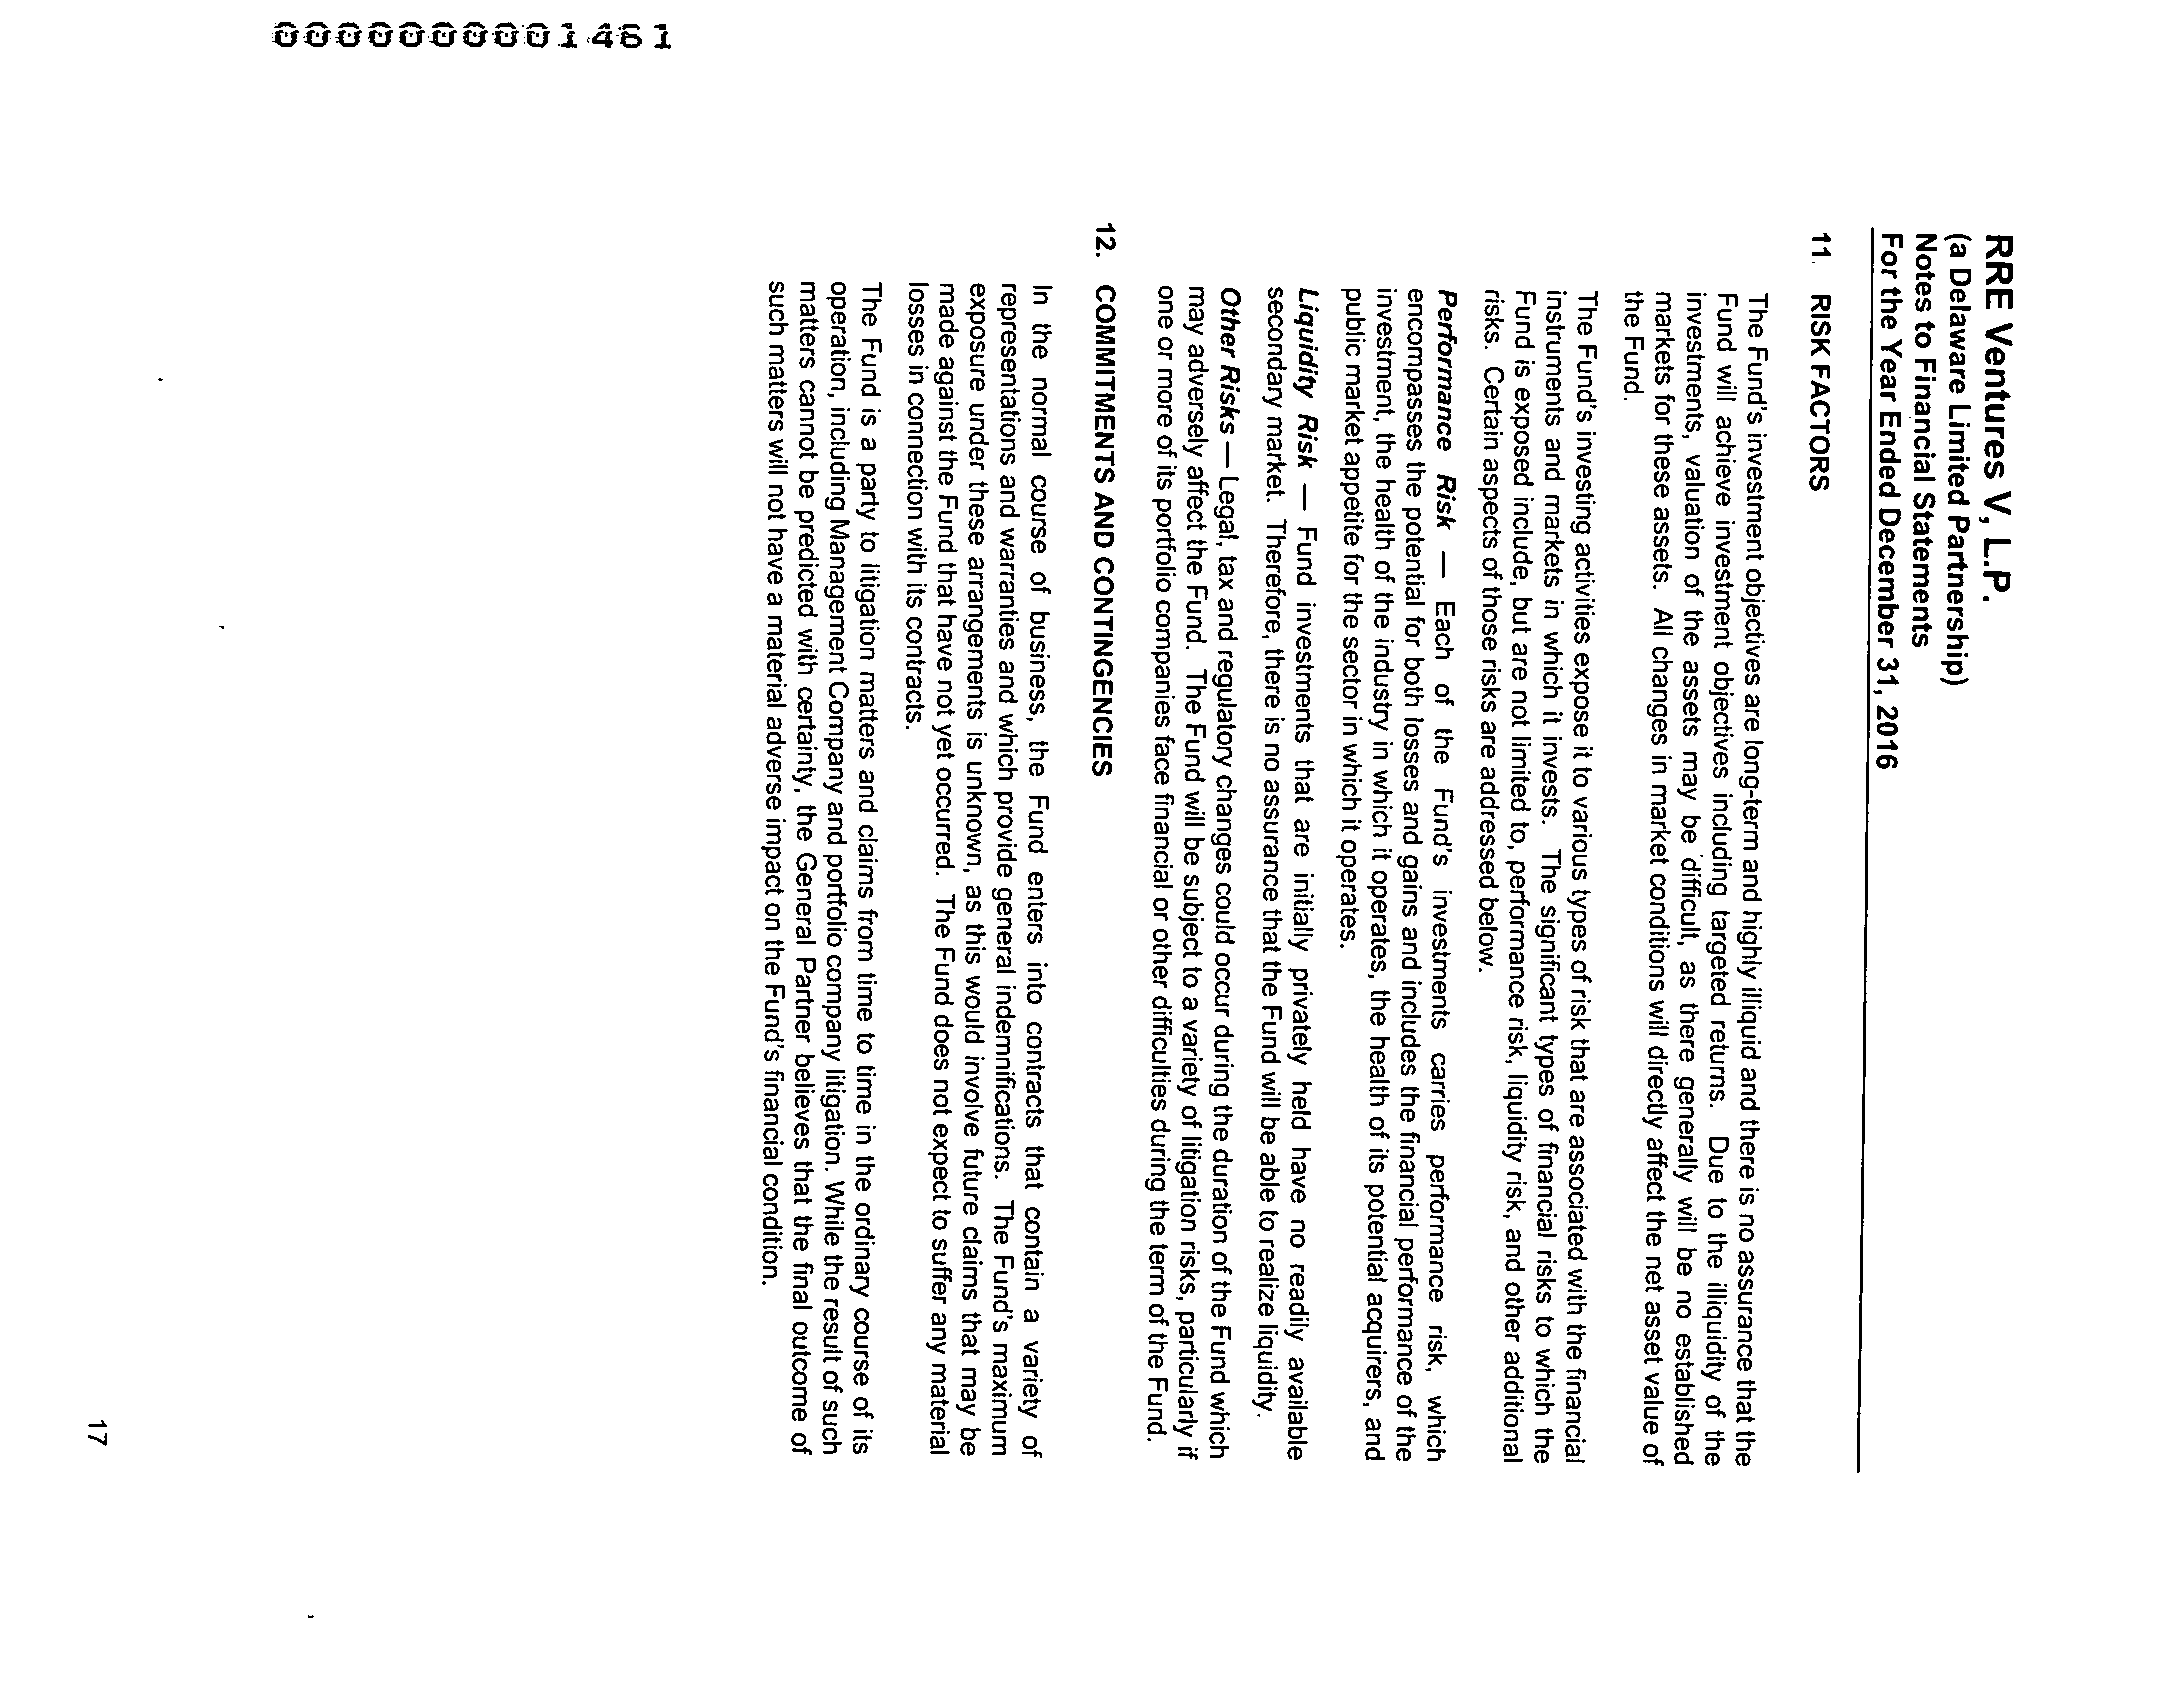 RRE Ventures V, L.P.
(a Delaware Limited Partnership)
Notes to Financial Statements
For the Year Ended December 31, 2016
11. RISK FACTORS
The Fund's investment objectives are long-term and highly illiquid and there is no assurance that the
Fund will achieve investment objectives including targeted returns. Due to the illiquidity of the
investments, valuation of the assets may be difficult, as there generally will be no established
markets for these assets. All changes in market conditions will directly affect the net asset value of
the Fund.
The Fund's investing activities expose it to various types of risk that are associated with the financial
instruments and markets in which it invests. The significant types of financial risks to which the
Fund is exposed include, but are not limited to, performance risk, liquidity risk, and other additional
risks. Certain aspects of those risks are addressed below.
Performance Risk — Each of the Fund's investments carries performance risk, which
encompasses the potential for both losses and gains and includes the financial performance of the
investment, the health of the industry in which it operates, the health of its potential acquirers, and
public market appetite for the sector in which it operates.
Liquidity Risk — Fund investments that are initially privately held have no readily available
secondary market. Therefore, there is no assurance that the Fund will be able to realize liquidity.
Other Risks — Legal, tax and regulatory changes could occur during the duration of the Fund which
may adversely affect the Fund. The Fund will be subject to a variety of litigation risks, particularly if
one or more of its portfolio companies face financial or other difficulties during the term of the Fund.
12. COMMITMENTS AND CONTINGENCIES
In the normal course of business, the Fund enters into contracts that contain a variety of
representations and warranties and which provide general indemnifications. The Fund's maximum
exposure under these arrangements is unknown, as this would involve future claims that may be
made against the Fund that have not yet occurred. The Fund does not expect to suffer any material
losses in connection with its contracts.
The Fund is a party to litigation matters and claims from time to time in the ordinary course of its
operation, including Management Company and portfolio company litigation. While the result of such
matters cannot be predicted with certainty, the General Partner believes that the final outcome of
such matters will not have a material adverse impact on the Fund's financial condition.
17
0000000001461